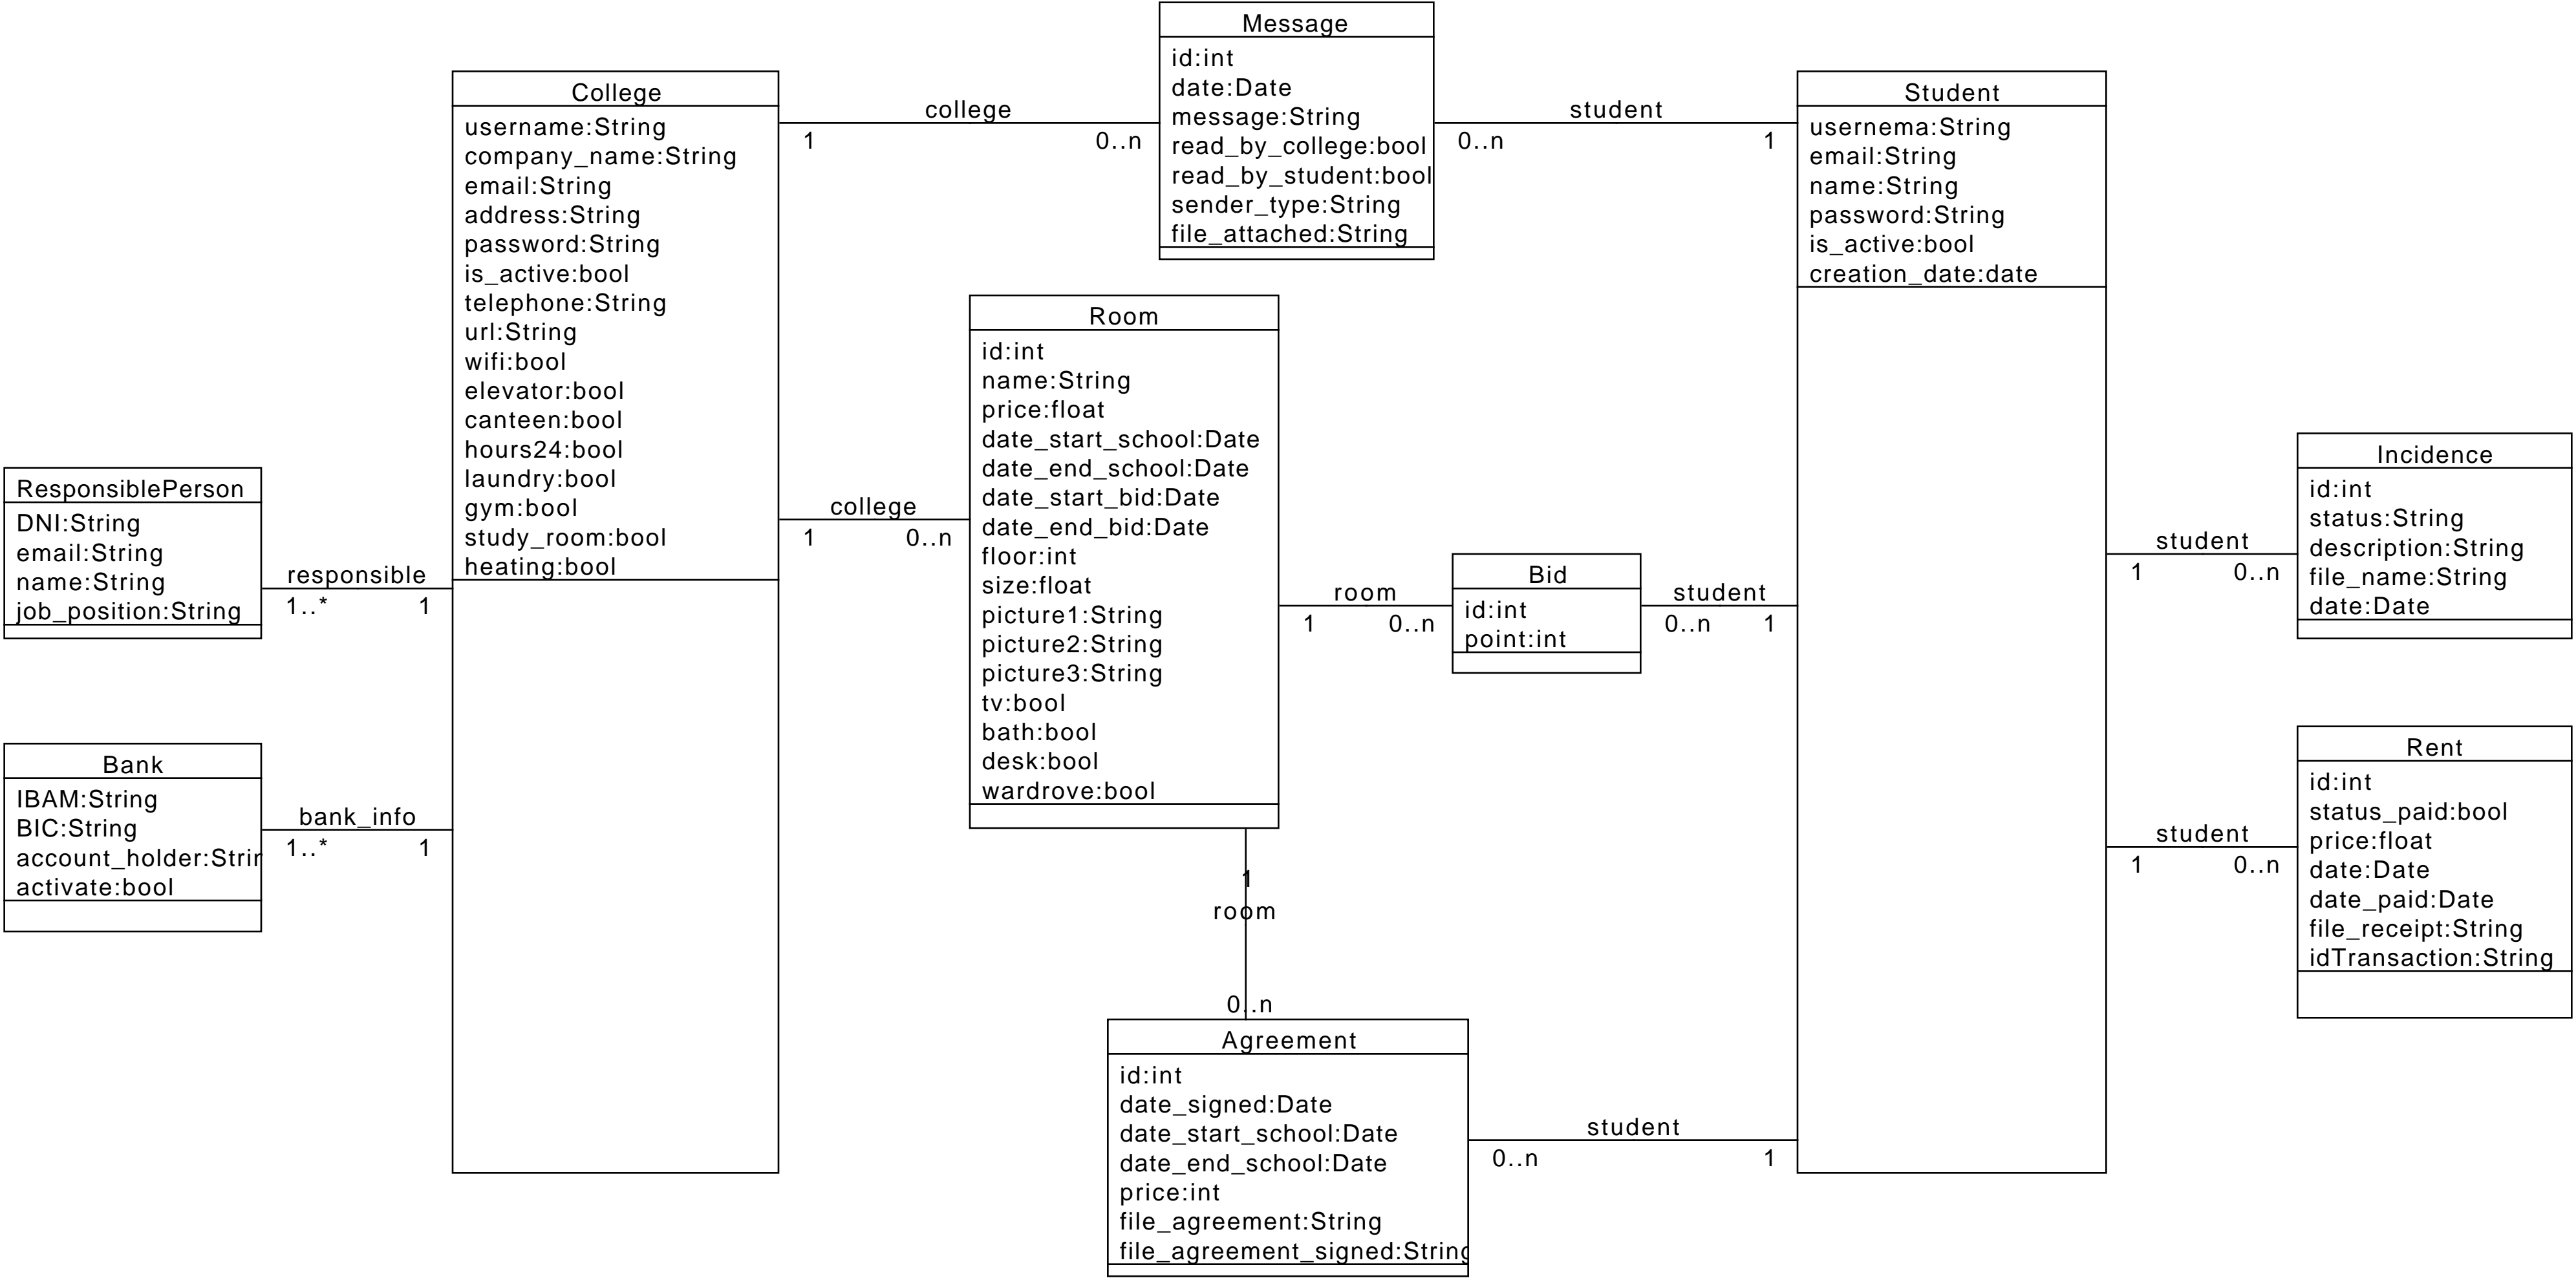 Message
id:int
date:Date
message:String
read_by_college:bool
read_by_student:bool
sender_type:String
file_attached:String
College
username:String
company_name:String
email:String
address:String
password:String
is_active:bool
telephone:String
url:String
wifi:bool
elevator:bool
canteen:bool
hours24:bool
laundry:bool
gym:bool
study_room:bool
heating:bool
college
1
0..n
student
0..n
1
Student
usernema:String
email:String
name:String
password:String
is_active:bool
creation_date:date
Room
id:int
name:String
price:float
date_start_school:Date
date_end_school:Date
date_start_bid:Date
date_end_bid:Date
floor:int
size:float
picture1:String
picture2:String
picture3:String
tv:bool
bath:bool
desk:bool
wardrove:bool
college
1
0..n
ResponsiblePerson
DNI:String
email:String
name:String
job_position:String
responsible
1..*
1
Bank
IBAM:String
BIC:String
account_holder:Strin
activate:bool
bank_info
1..*
1
room
1
0..n
Bid
id:int
point:int
student
0..n
1
Incidence
id:int
status:String
description:String
file_name:String
date:Date
student
1
0..n
Rent
id:int
status_paid:bool
price:float
date:Date
date_paid:Date
file_receipt:String
idTransaction:String
student
1
0..n
1
room
0..n
Agreement
id:int
date_signed:Date
date_start_school:Date
date_end_school:Date
price:int
file_agreement:String
file_agreement_signed:String
student
0..n
1